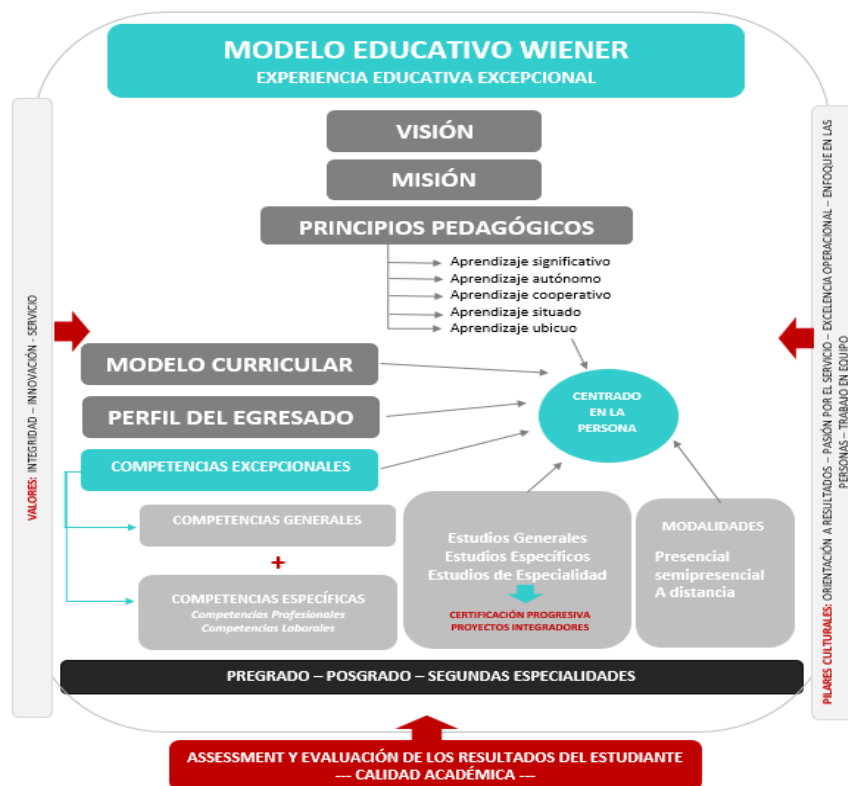 MODELO EDUCATIVO WIENER
EXPERIENCIA EDUCATIVA EXCEPCIONAL
VISIÓN
MISIÓN
PRINCIPIOS PEDAGÓGICOS
Aprendizaje significativo
Aprendizaje autónomo
Aprendizaje cooperativo
Aprendizaje situado
Aprendizaje ubicuo
MODELO CURRICULAR
PERFIL DEL EGRESADO
COMPETENCIAS EXCEPCIONALES
CENTRADO
EN LA
PERSONA
COMPETENCIAS GENERALES
+
COMPETENCIAS ESPECÍFICAS
Competencias Profesionales
Competencias Laborales
Estudios Generales
Estudios Específicos
Estudios de Especialidad
CERTIFICACIÓN PROGRESIVA
PROYECTOS INTEGRADORES
MODALIDADES
Presencial
semipresencial
A distancia
PREGRADO – POSGRADO – SEGUNDAS ESPECIALIDADES
ASSESSMENT Y EVALUACIÓN DE LOS RESULTADOS DEL ESTUDIANTE
--- CALIDAD ACADÉMICA ---
VALORES: INTEGRIDAD – INNOVACIÓN - SERVICIO
PILARES CULTURALES: ORIENTACIÓN A RESULTADOS – PASIÓN POR EL SERVICIO – EXCELENCIA OPERACIONAL – ENFOQUE EN LAS
PERSONAS – TRABAJO EN EQUIPO